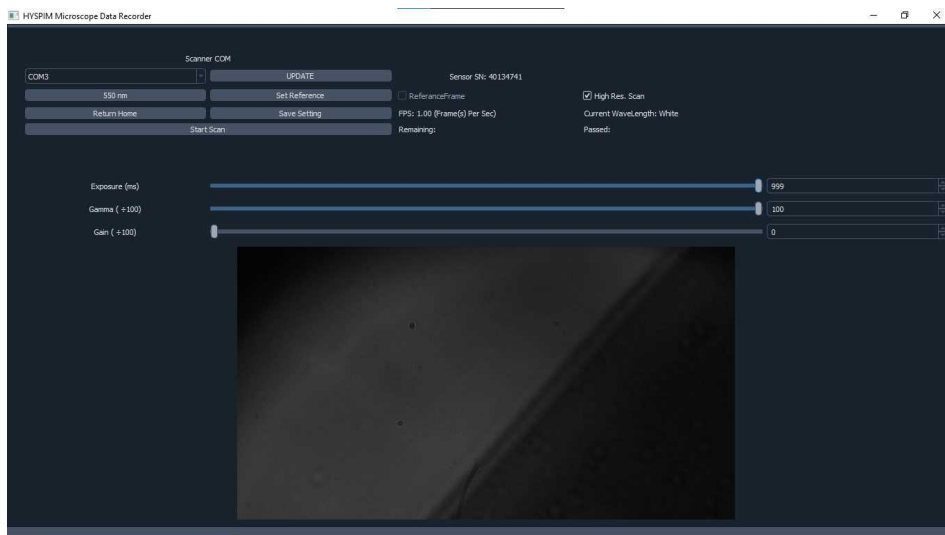 HYSPIM Microscope Data Recorder
Scanner COM
COM3 UPDATE Sensor SN: 40134741
550 nm Set Reference ReferanceFrame High Res. Scan
Return Home Save Setting FPS: 1.00 (Frame(s) Per Sec) Current WaveLength: White
Start Scan Remaining: Passed:
Exposure (ms) 999
Gamma ( ÷100) 100
Gain ( ÷100) 0